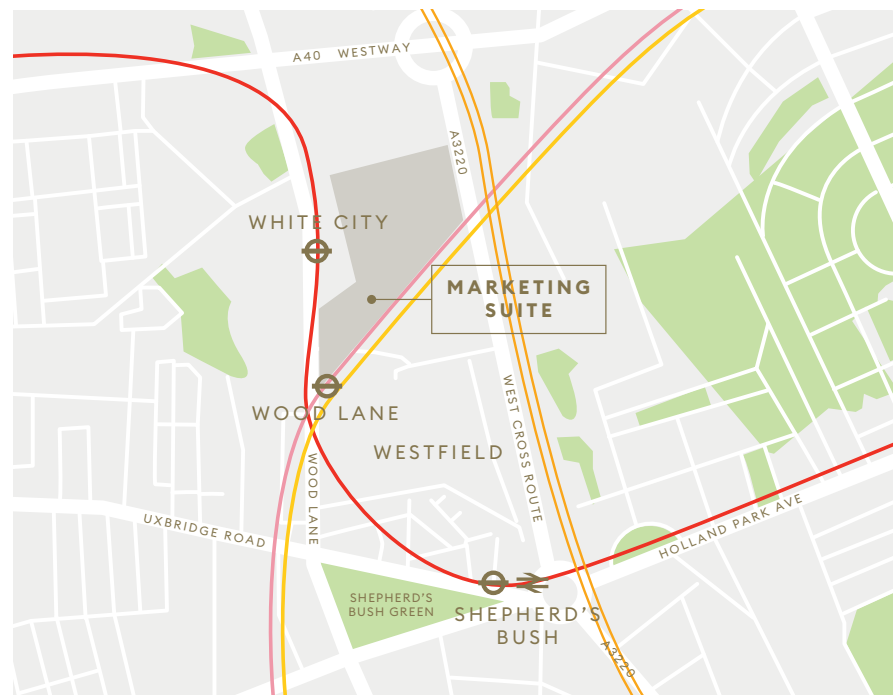 A40 WESTWAY
A3220
WHITE CITY
MARKETING
SUITE
WOOD LANE
WESTFIELD
WEST CROSS ROUTE
WOOD LANE
UXBRIDGE ROAD
HOLLAND PARK AVE
SHEPHERD'S
BUSH GREEN
SHEPHERD'S
BUSH
A3220